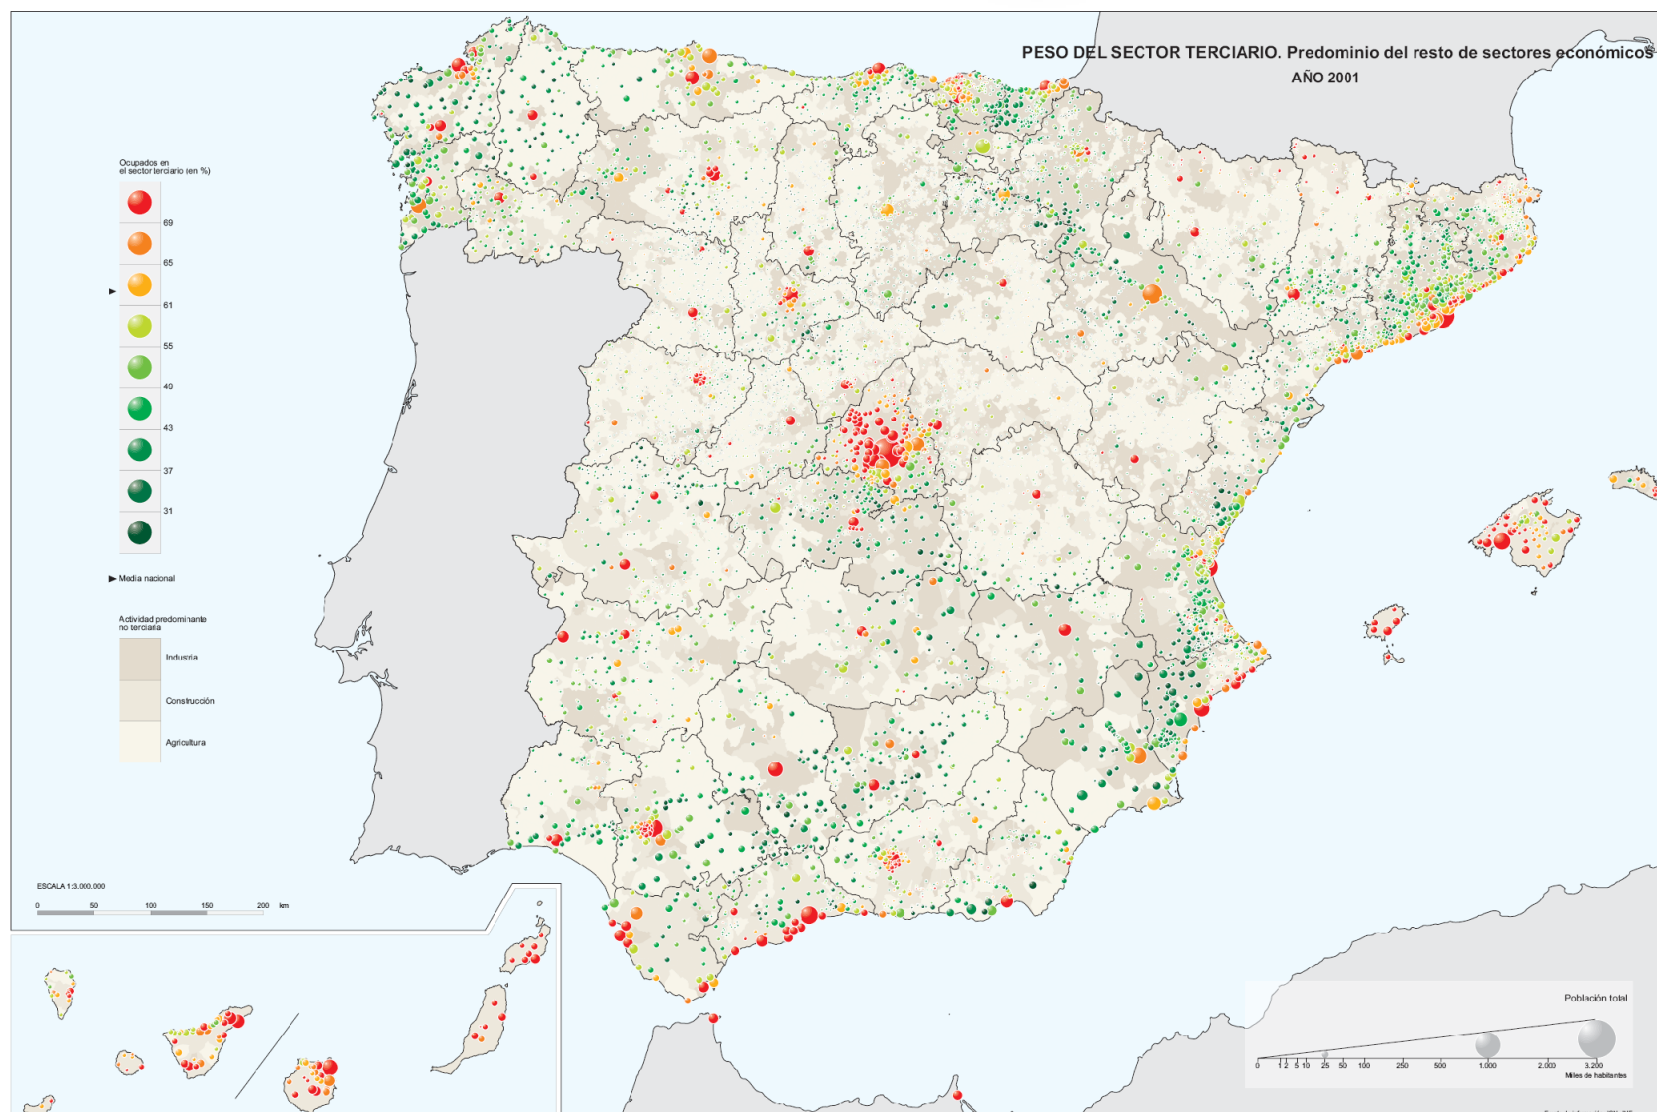 PESO DEL SECTOR TERCIARIO. Predominio del resto de sectores económicos
AÑO 2001
Ocupados en
el sector terciario (en %)
69
65
61
55
49
43
37
31
Media nacional
Actividad predominante
no terciaria
Industria
Construcción
Agricultura
ESCALA 1:3.000.000
0 50 100 150 200 km
Población total
0 1 2 5 10 25 50 100 250 500 1.000 2.000 3.200
Miles de habitantes